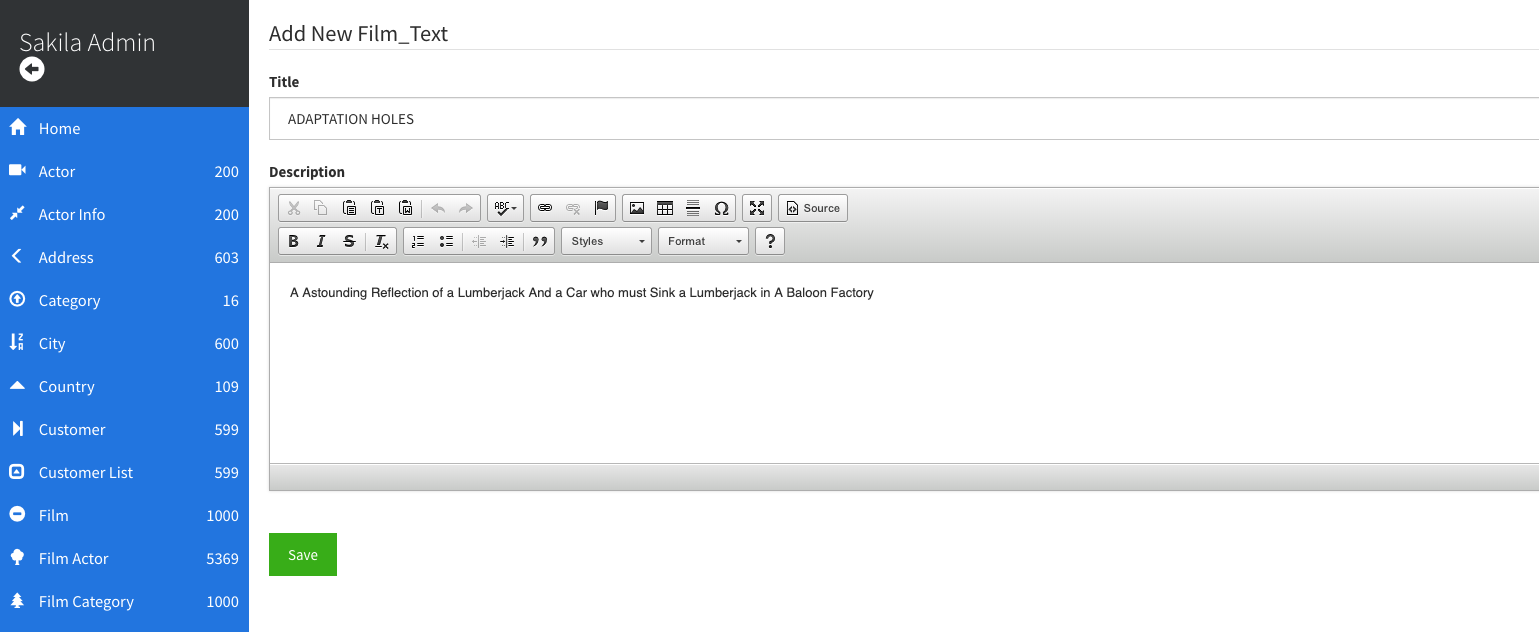 Sakila Admin
Home
Actor 200
Actor Info 200
Address 603
Category 16
City 600
Country 109
Customer 599
Customer List 599
Film 1000
Film Actor 5369
Film Category 1000
Add New Film_Text
Title
ADAPTATION HOLES
Description
ABC Source
B I S Ix Styles Format ?
A Astounding Reflection of a Lumberjack And a Car who must Sink a Lumberjack in A Baloon Factory
Save